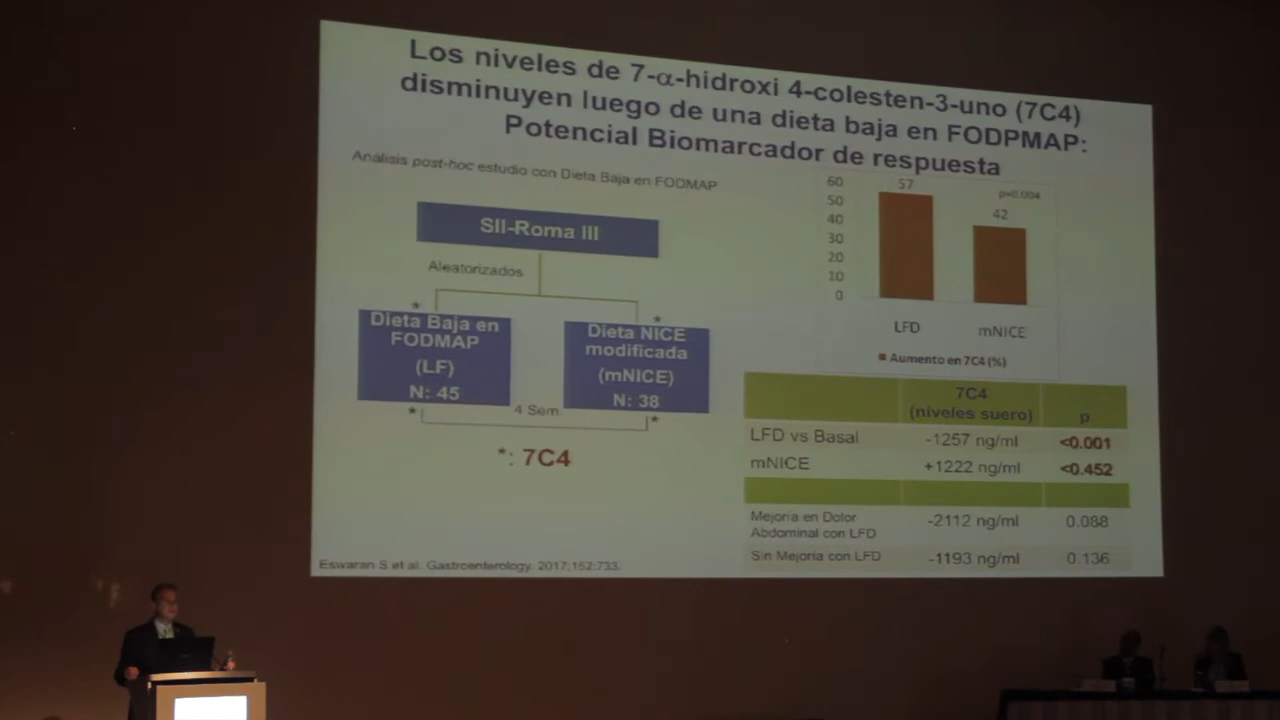 Los niveles de 7-α-hidroxi 4-colesten-3-uno (7C4)
disminuyen luego de una dieta baja en FODPMAP:
Potencial Biomarcador de respuesta
Análisis post-hoc estudio con Dieta Baja en FODMAP
SII-Roma III
Aleatorizados
*
*
Dieta Baja en
FODMAP
(LF)
N: 45
Dieta NICE
modificada
(mNICE)
N: 38
*
4 Sem.
*
*: 7C4
60
50
40
30
20
10
0
57
42
p=0.004
LFD
mNICE
Aumento en 7C4 (%)
7C4
(niveles suero)
p
LFD vs Basal
-1257 ng/ml
<0.001
mNICE
+1222 ng/ml
<0.452
Mejoría en Dolor
Abdominal con LFD
-2112 ng/ml
0.088
Sin Mejoria con LFD
-1193 ng/ml
0.136
Eswaran S et al. Gastroenterology. 2017;152:733.